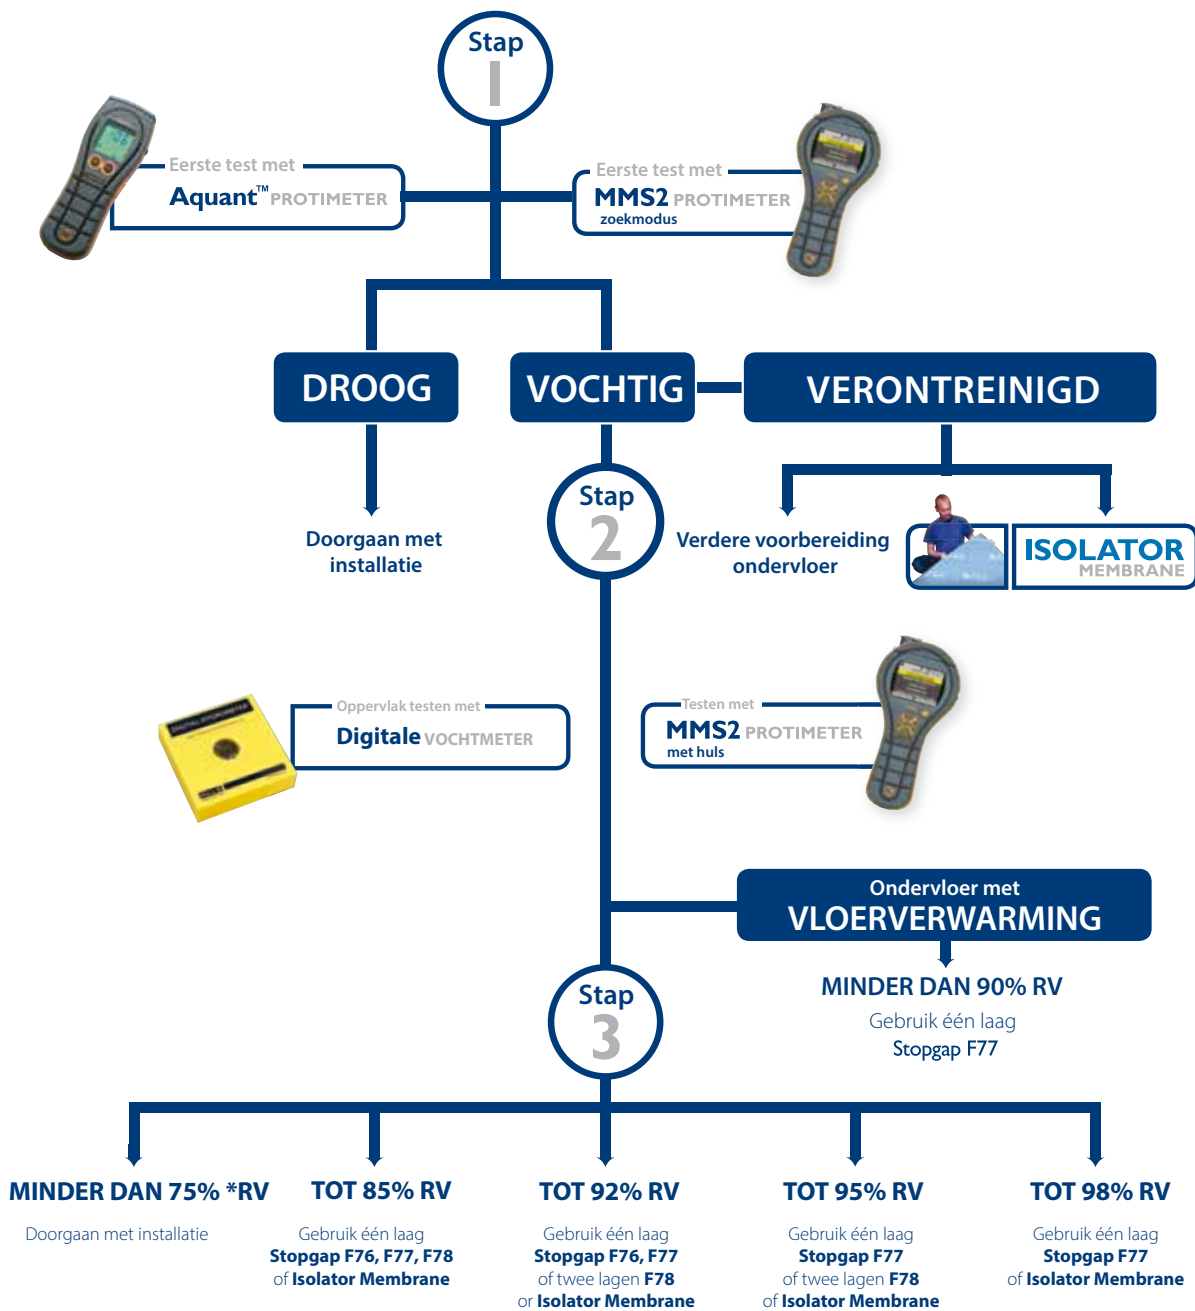 Stap
1
Eerste test met
Aquant™ PROTIMETER
Eerste test met
MMS2 PROTIMETER
zoekmodus
DROOG
VOCHTIG
VERONTREINIGD
Doorgaan met
installatie
Stap
2
Verdere voorbereiding
ondervloer
ISOLATOR
MEMBRANE
Oppervlak testen met
Digitale VOCHTMETER
Testen met
MMS2 PROTIMETER
met huls
Ondervloer met
VLOERVERWARMING
MINDER DAN 90% RV
Gebruik één laag
Stopgap F77
Stap
3
MINDER DAN 75% *RV
Doorgaan met installatie
TOT 85% RV
Gebruik één laag
Stopgap F76, F77, F78
of Isolator Membrane
TOT 92% RV
Gebruik één laag
Stopgap F76, F77
of twee lagen F78
or Isolator Membrane
TOT 95% RV
Gebruik één laag
Stopgap F77
of twee lagen F78
of Isolator Membrane
TOT 98% RV
Gebruik één laag
Stopgap F77
of Isolator Membrane